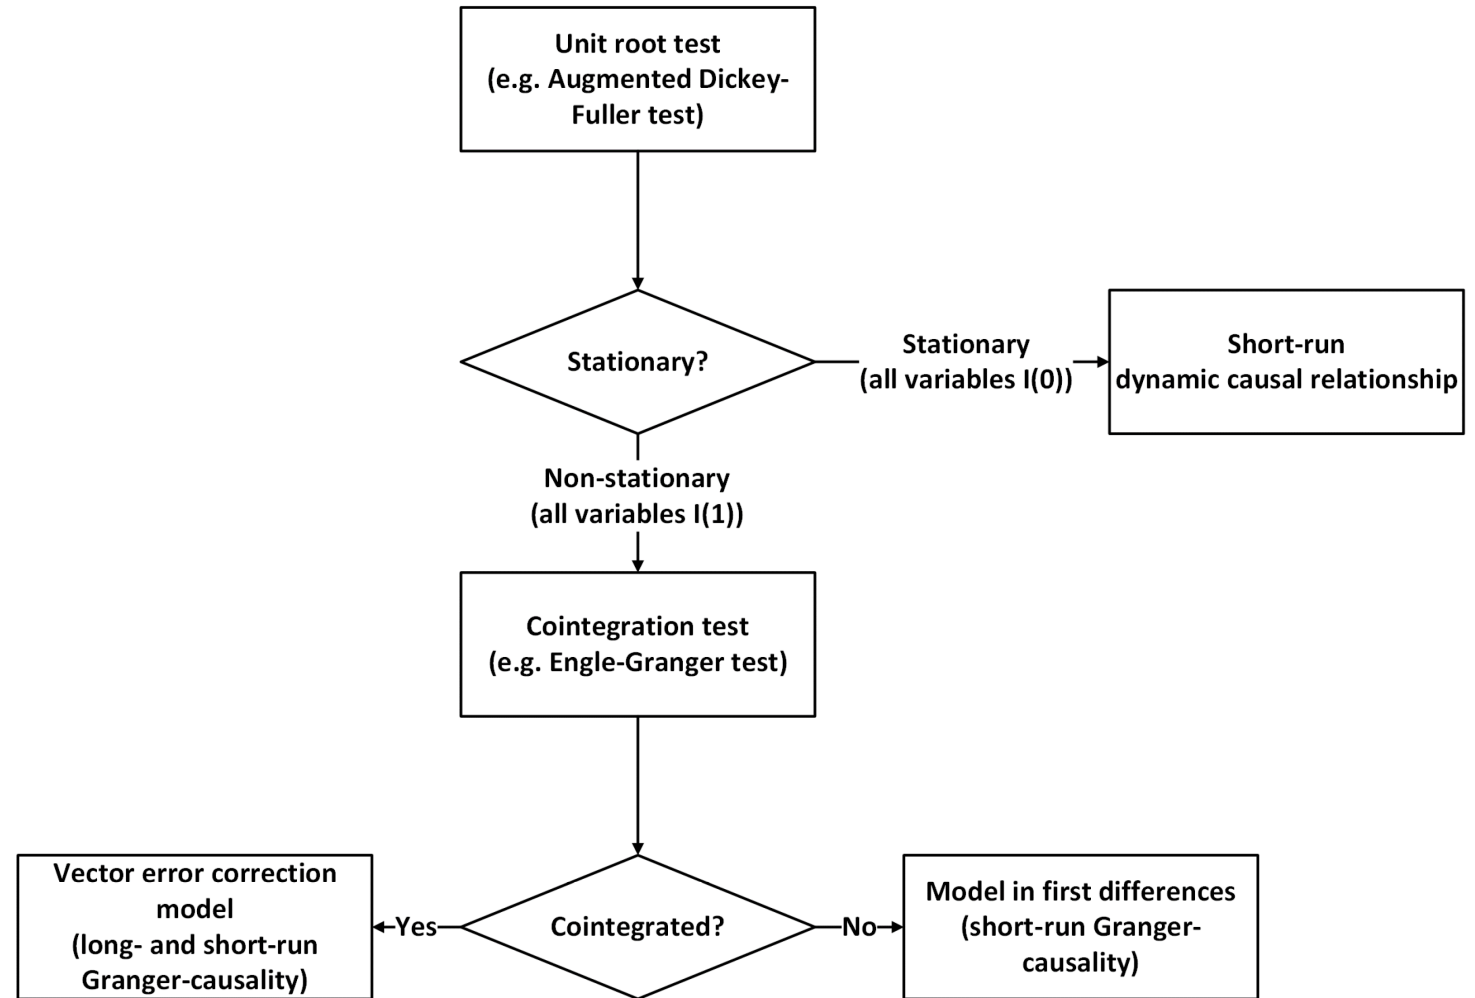 Unit root test
(e.g. Augmented Dickey-
Fuller test)
Stationary?
Stationary
(all variables I(0))
Short-run
dynamic causal relationship
Non-stationary
(all variables I(1))
Cointegration test
(e.g. Engle-Granger test)
Vector error correction
model
(long- and short-run
Granger-causality)
Yes
Cointegrated?
No
Model in first differences
(short-run Granger-
causality)